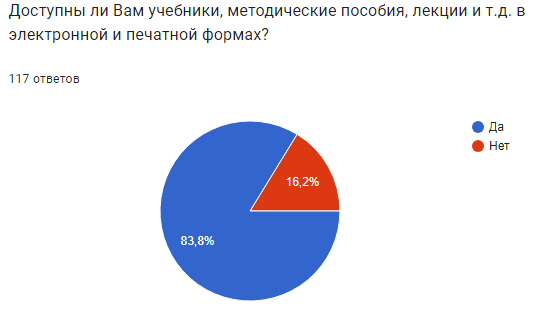 Доступны ли Вам учебники, методические пособия, лекции и т.д. в
электронной и печатной формах?
117 ответов
Да
Нет
16,2%
83,8%